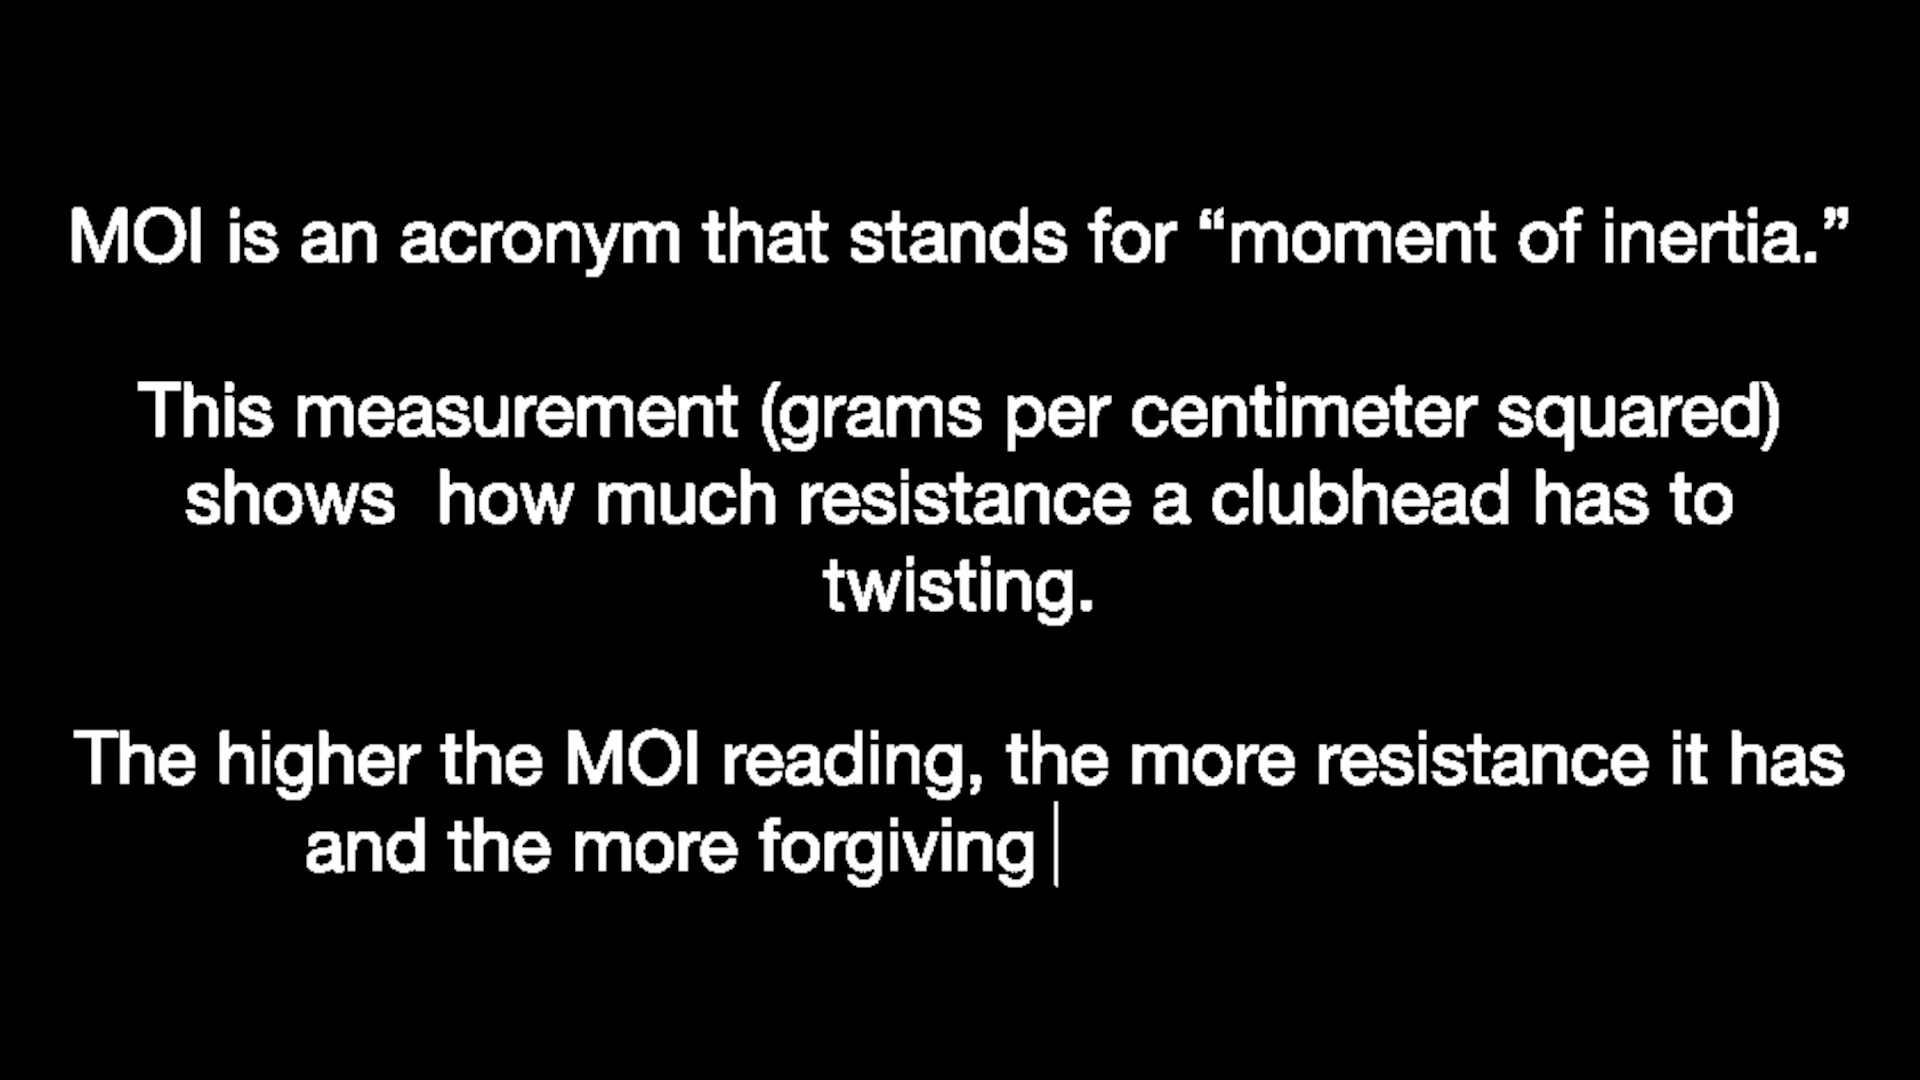 MOI is an acronym that stands for “moment of inertia.”
This measurement (grams per centimeter squared)
shows  how much resistance a clubhead has to
twisting.
The higher the MOI reading, the more resistance it has
and the more forgiving